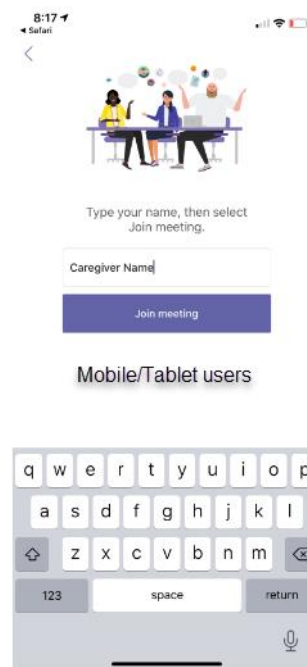 8:17
Safari
Type your name, then select
Join meeting.
Caregiver Name
Join meeting
Mobile/Tablet users
q w e r t y u i o p
a s d f g h j k l
z x c v b n m
123 space return